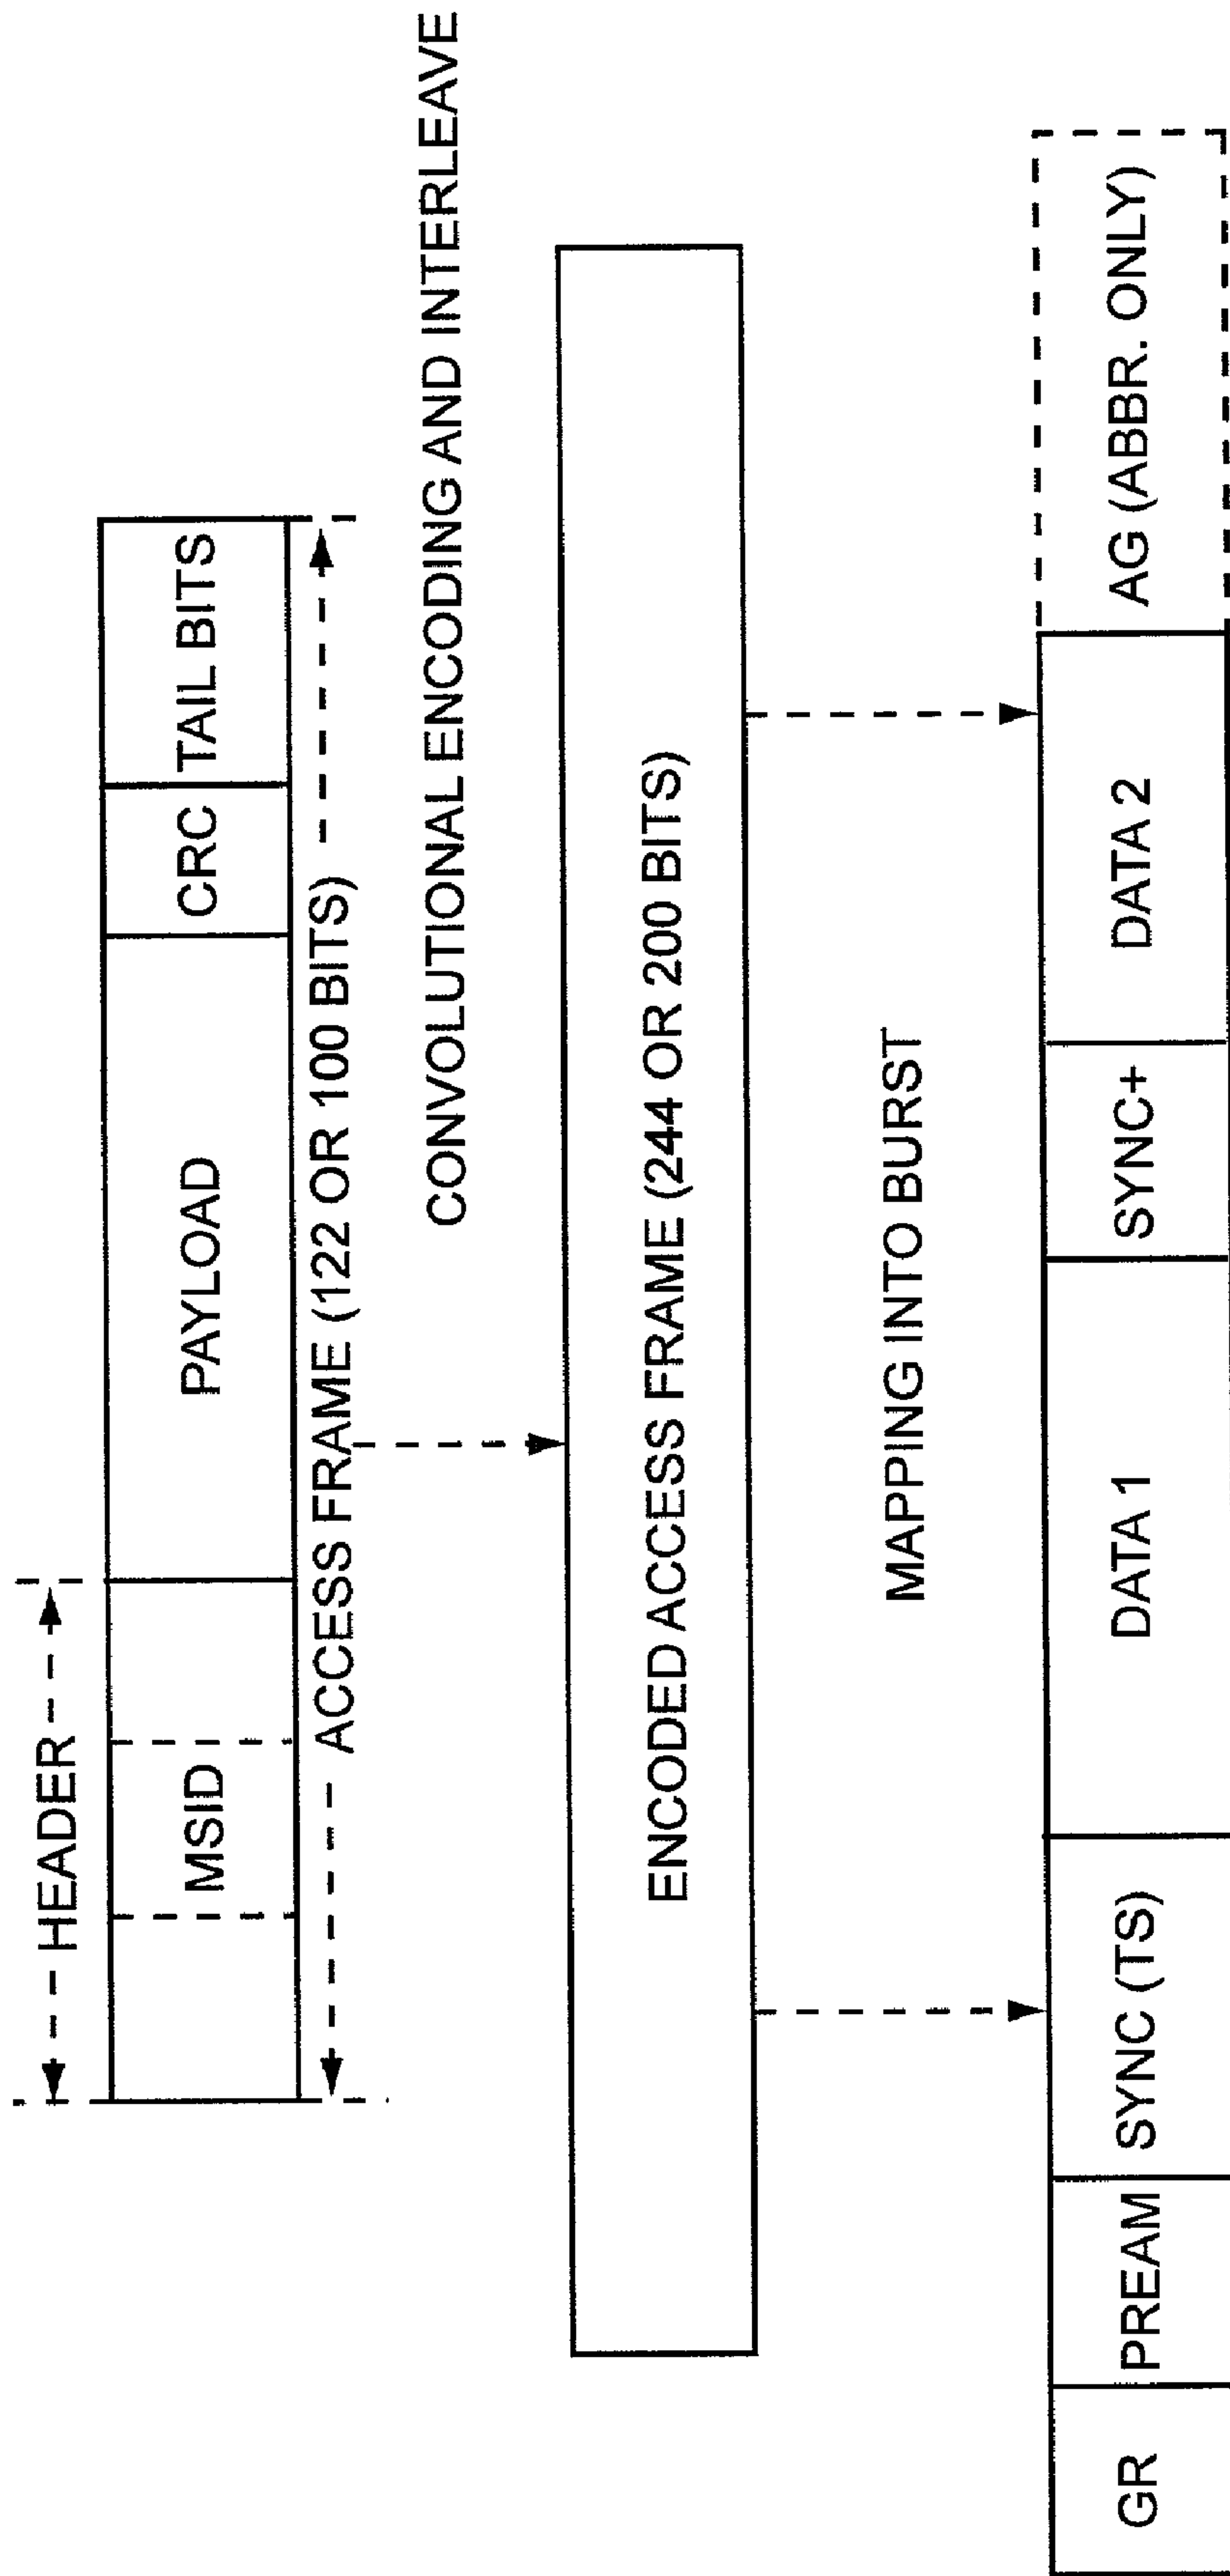 HEADER
MSID
PAYLOAD
CRC
TAIL BITS
ACCESS FRAME (122 OR 100 BITS)
CONVOLUTIONAL ENCODING AND INTERLEAVE
ENCODED ACCESS FRAME (244 OR 200 BITS)
MAPPING INTO BURST
GR
PREAM
SYNC (TS)
DATA 1
SYNC+
DATA 2
AG (ABBR. ONLY)